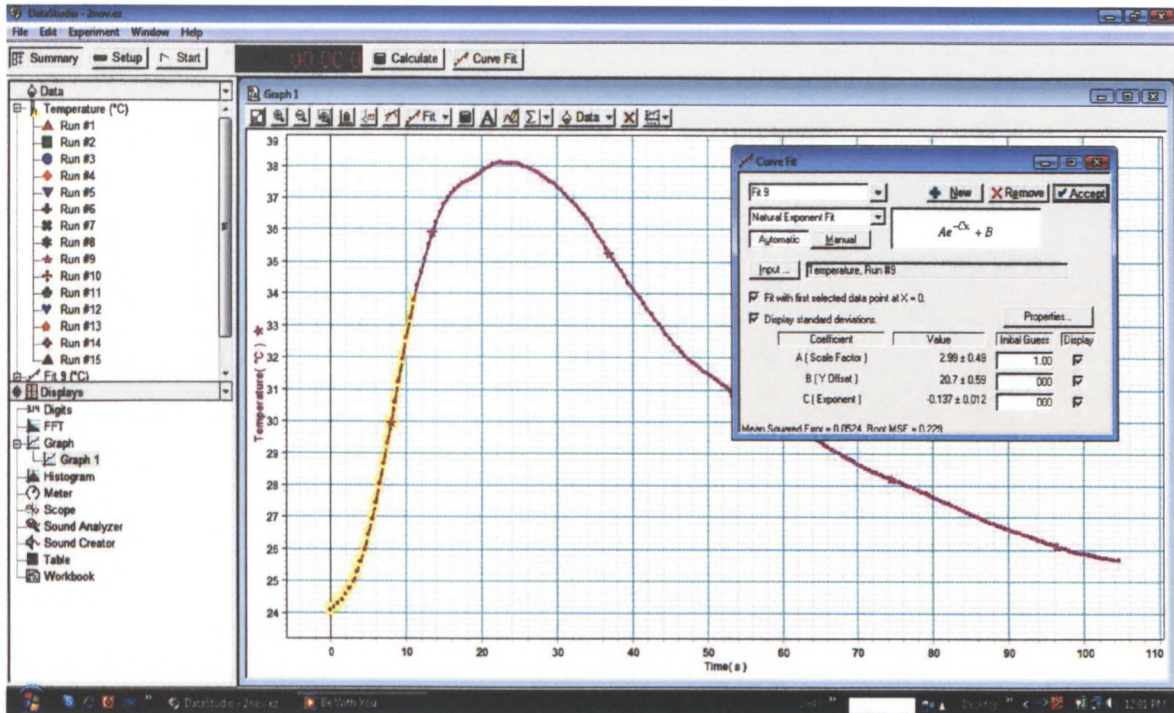 DataStudio - 2nov.ez
File Edit Experiment Window Help
Summary Setup Start Calculate Curve Fit
Data
Temperature (°C)
Run #1
Run #2
Run #3
Run #4
Run #5
Run #6
Run #7
Run #8
Run #9
Run #10
Run #11
Run #12
Run #13
Run #14
Run #15
Fit 9 (°C)
Displays
Digits
FFT
Graph
Graph 1
Histogram
Meter
Scope
Sound Analyzer
Sound Creator
Table
Workbook
Graph 1
Fit A Σ Data
39
38
37
36
35
34
33
32
31
30
29
28
27
26
25
24
Temperature( °C )
0 10 20 30 40 50 60 70 80 90 100 110
Time( s )
Curve Fit
Fit 9 New Remove Accept
Natural Exponent Fit
Ae^-Cx + B
Automatic Manual
Input ... Temperature, Run #9
Fit with first selected data point at X = 0.
Display standard deviations. Properties...
Coefficient Value Initial Guess Display
A ( Scale Factor ) 2.99 ± 0.49 1.00
B ( Y Offset ) 20.7 ± 0.59 000
C ( Exponent ) -0.137 ± 0.012 000
Mean Squared Error = 0.0524, Root MSE = 0.229
DataStudio - 2nov.ez Be With You Desktop 12:01 PM